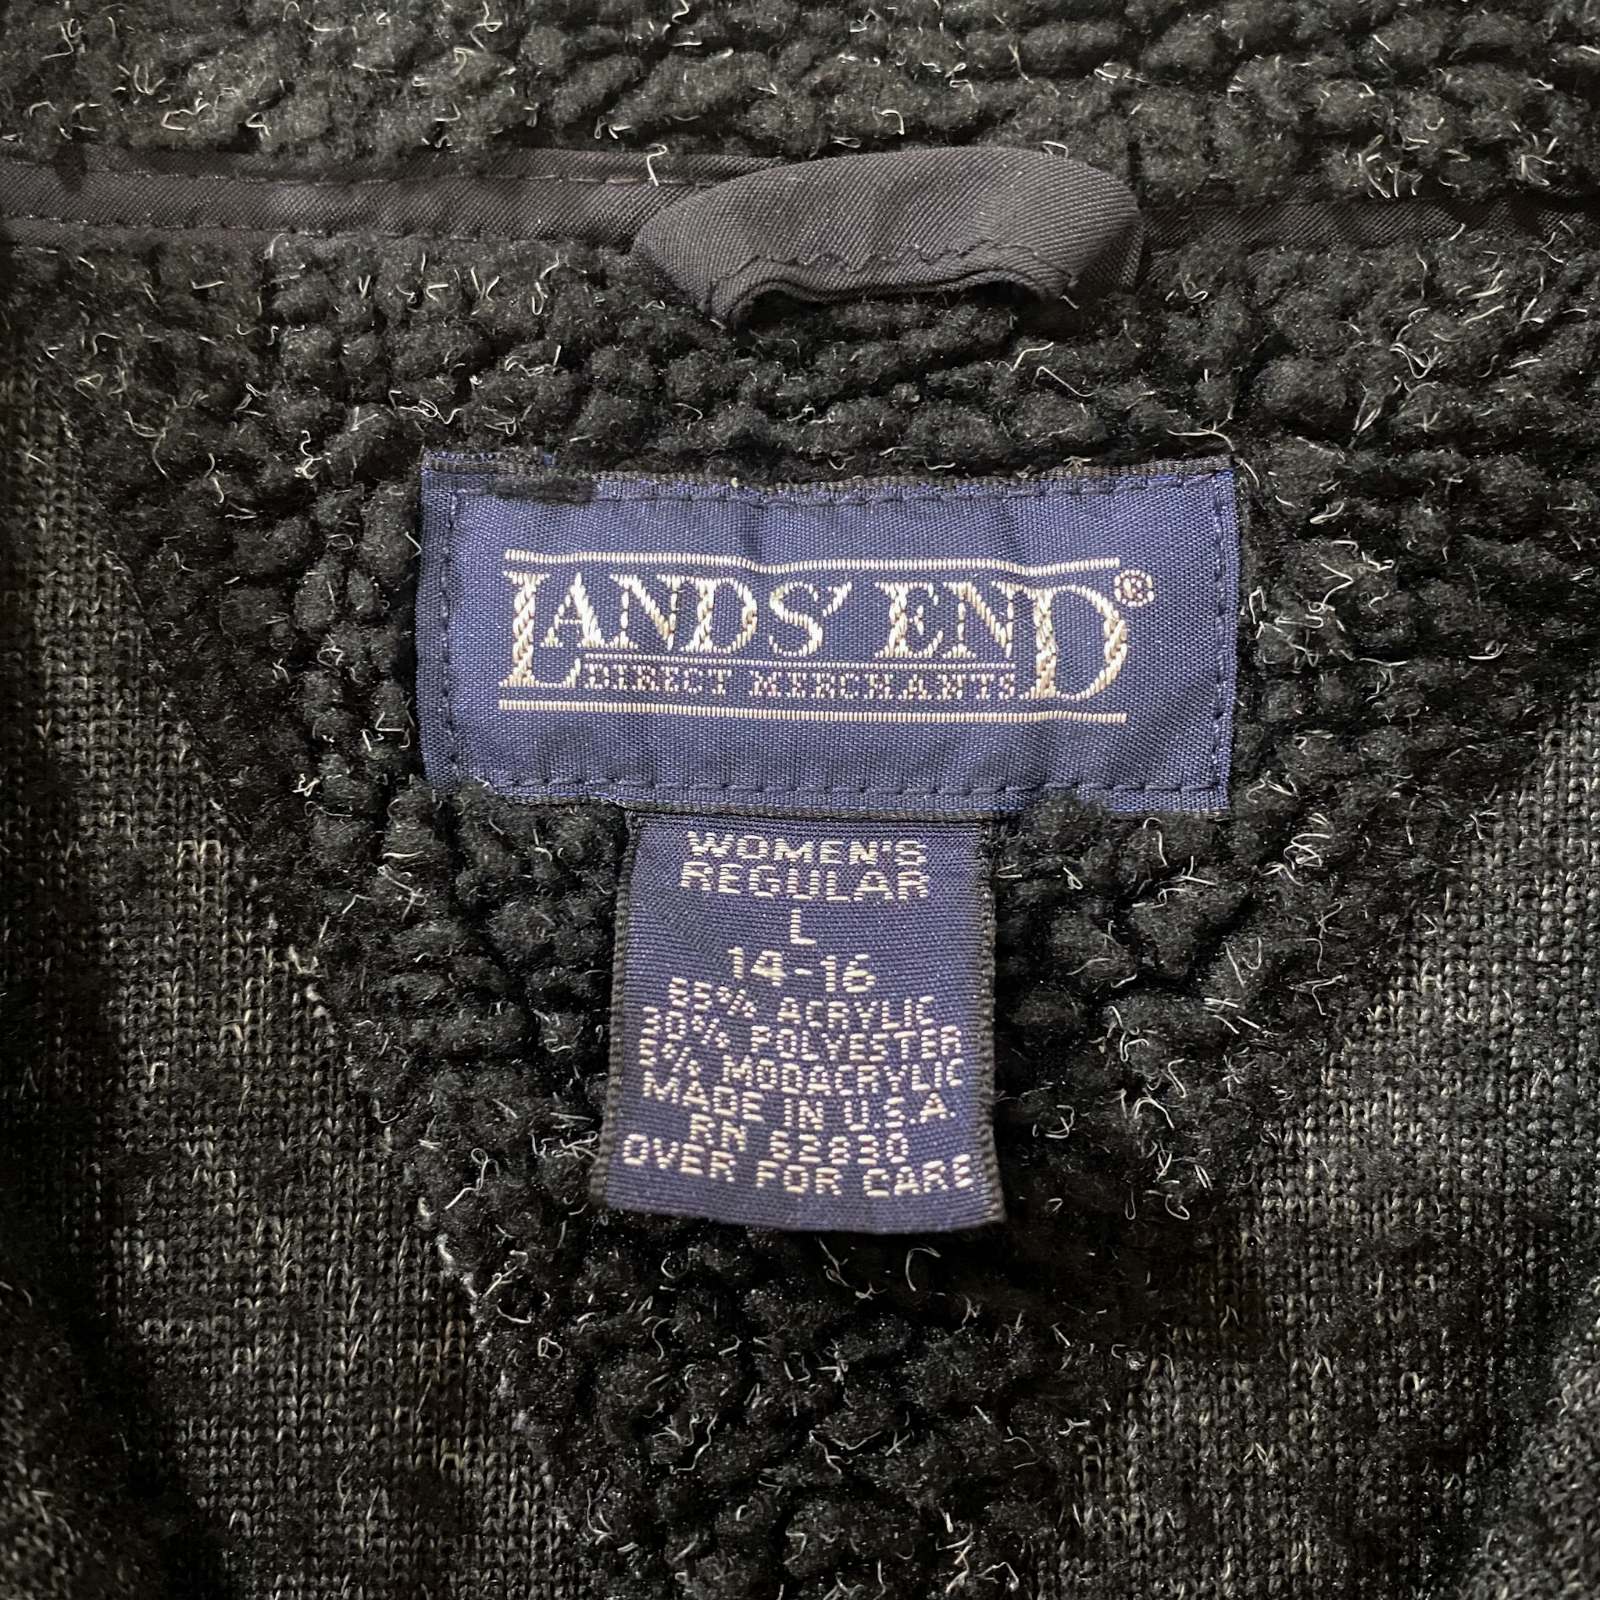 LANDS' END®
DIRECT MERCHANTS
WOMEN'S
REGULAR
L
14-16
65% ACRYLIC
30% POLYESTER
5% MODACRYLIC
MADE IN U.S.A.
RN 62830
OVER FOR CARE